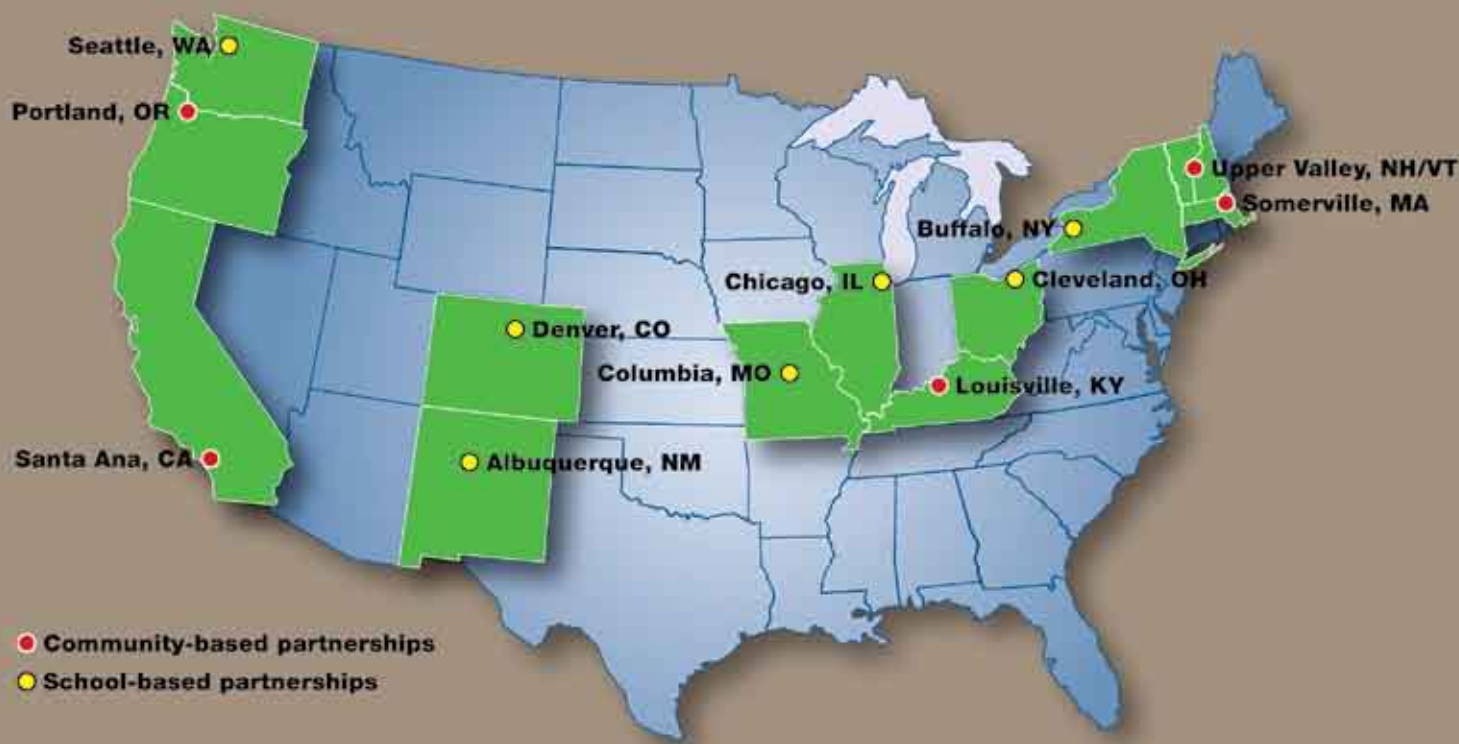 Seattle, WA
Portland, OR
Upper Valley, NH/VT
Somerville, MA
Buffalo, NY
Chicago, IL
Cleveland, OH
Denver, CO
Columbia, MO
Louisville, KY
Santa Ana, CA
Albuquerque, NM
Community-based partnerships
School-based partnerships